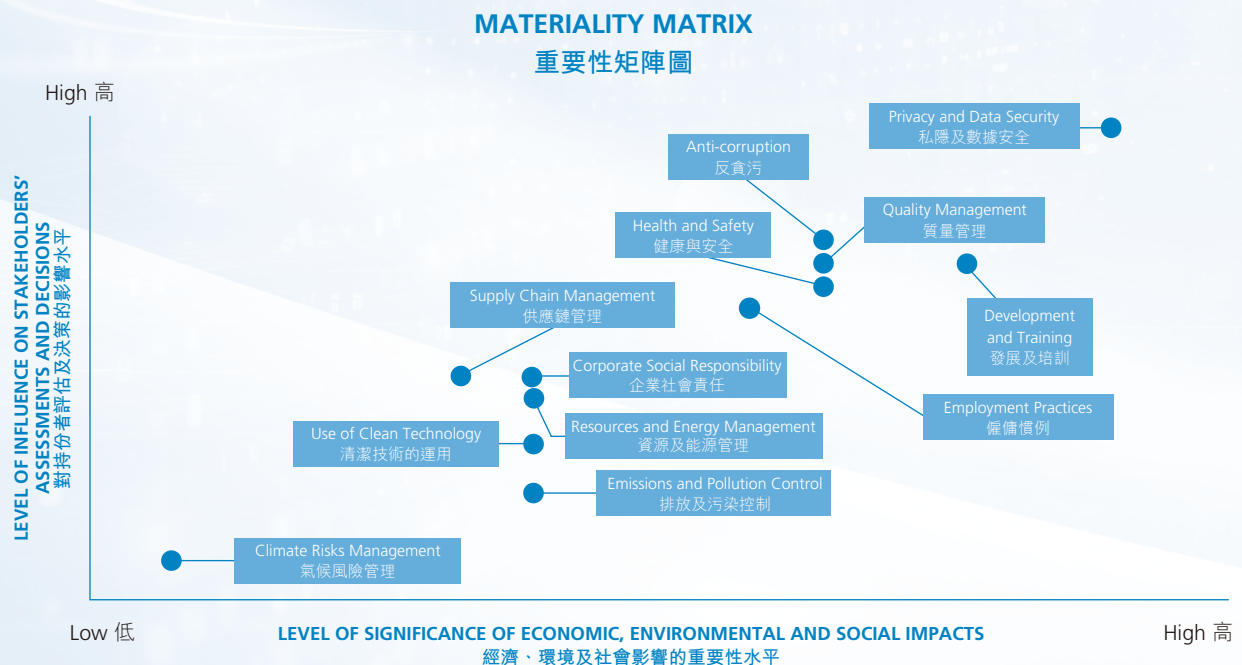 MATERIALITY MATRIX
重要性矩陣圖
High 高
Privacy and Data Security
私隱及數據安全
Anti-corruption
反貪污
Quality Management
質量管理
Health and Safety
健康與安全
Supply Chain Management
供應鏈管理
Development
and Training
發展及培訓
Corporate Social Responsibility
企業社會責任
Employment Practices
僱傭慣例
Resources and Energy Management
資源及能源管理
Use of Clean Technology
清潔技術的運用
Emissions and Pollution Control
排放及污染控制
Climate Risks Management
氣候風險管理
LEVEL OF INFLUENCE ON STAKEHOLDERS'
ASSESSMENTS AND DECISIONS
對持份者評估及決策的影響水平
Low 低
LEVEL OF SIGNIFICANCE OF ECONOMIC, ENVIRONMENTAL AND SOCIAL IMPACTS
經濟、環境及社會影響的重要性水平
High 高